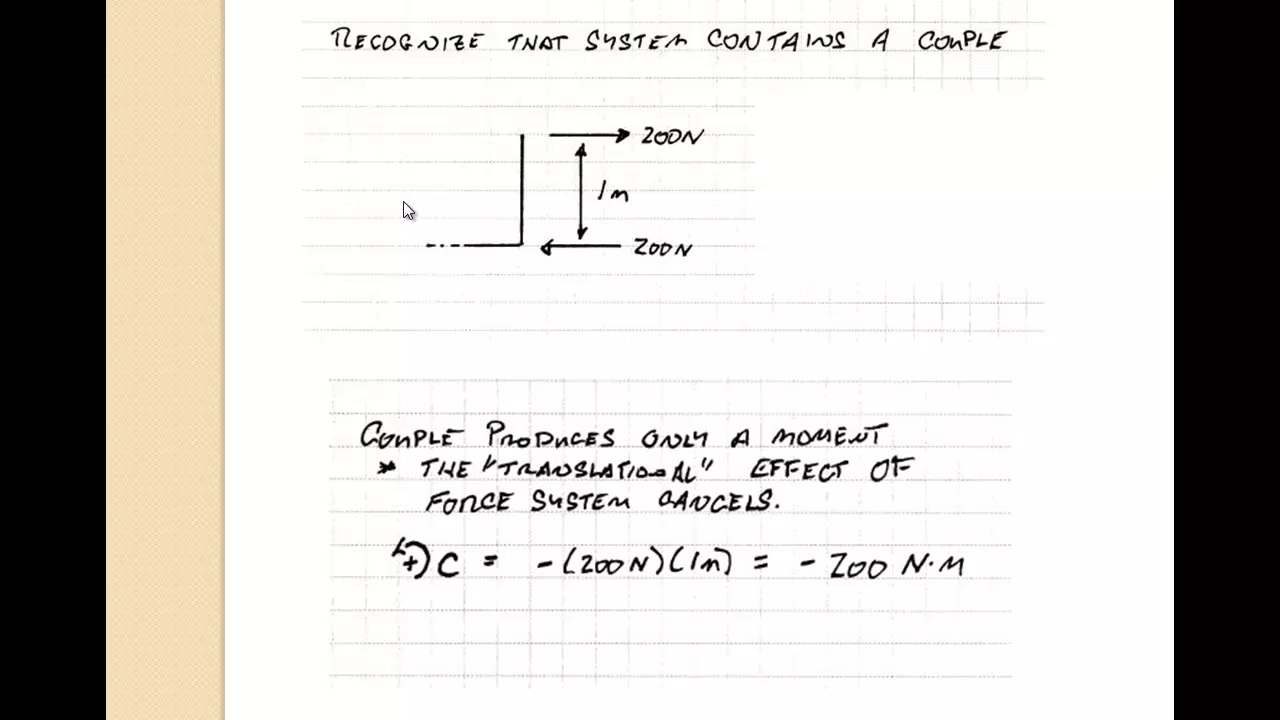 RECOGNIZE THAT SYSTEM CONTAINS A COUPLE
200N
1m
200N
COUPLE PRODUCES ONLY A MOMENT
* THE "TRANSLATIONAL" EFFECT OF
FORCE SYSTEM CANCELS.
+) C = -(200N)(1m) = -200 N·M